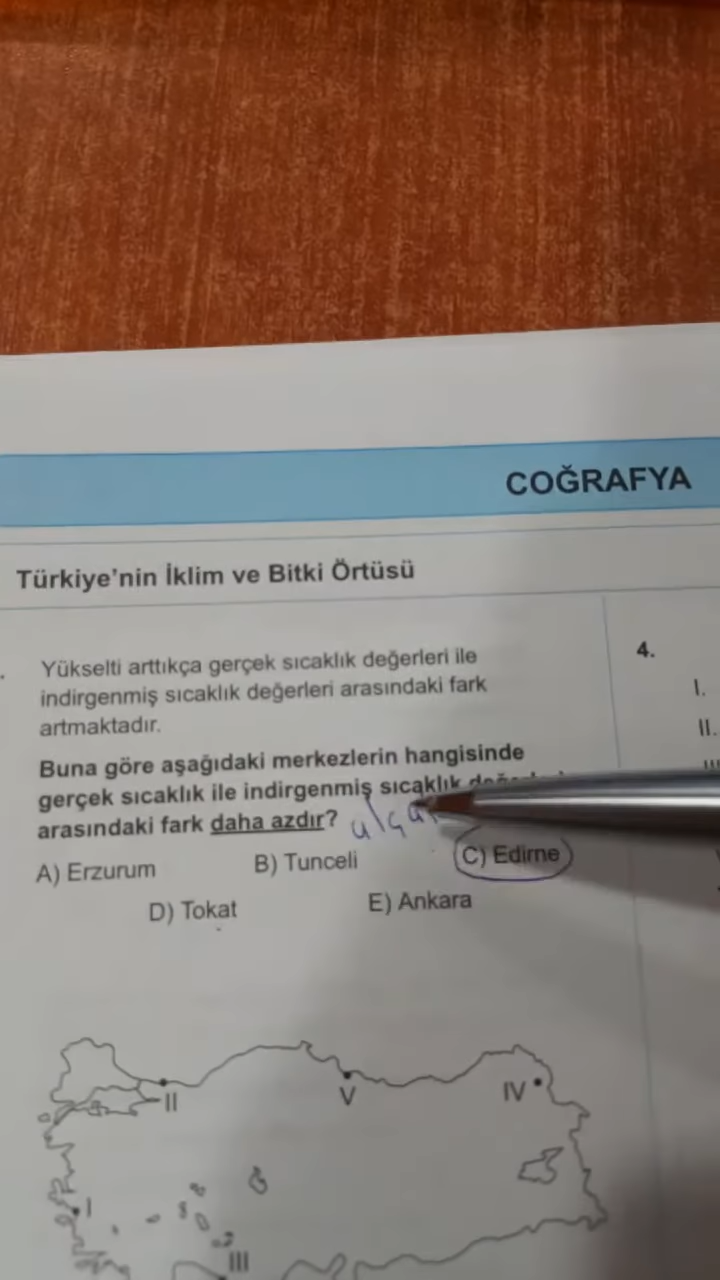 COĞRAFYA
Türkiye'nin İklim ve Bitki Örtüsü
Yükselti arttıkça gerçek sıcaklık değerleri ile
indirgenmiş sıcaklık değerleri arasındaki fark
artmaktadır.
Buna göre aşağıdaki merkezlerin hangisinde
gerçek sıcaklık ile indirgenmiş sıcaklık
arasındaki fark daha azdır?
A) Erzurum
B) Tunceli
C) Edirne
D) Tokat
E) Ankara
II
V
IV
I
III
4.
I.
II.